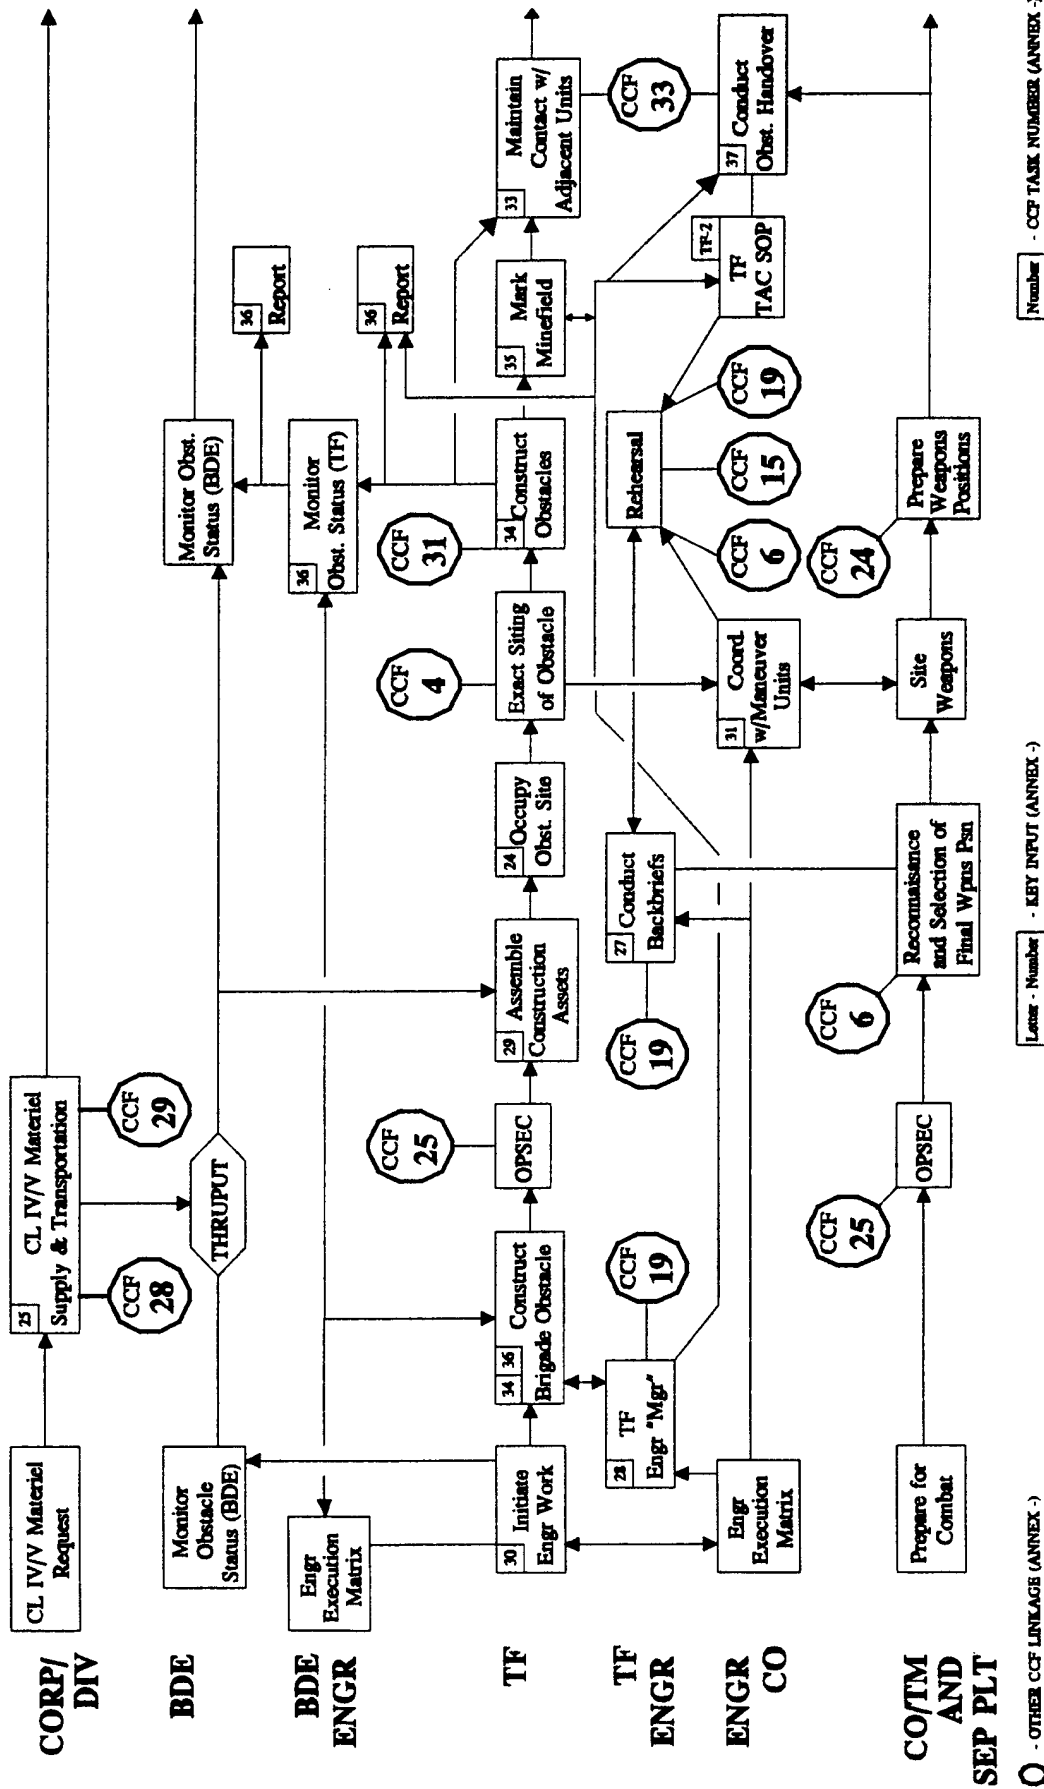 CORP/
DIV
CL IV/V Materiel
Request
25
CL IV/V Materiel
Supply & Transportation
CCF
28
CCF
29
BDE
Monitor
Obstacle
Status (BDE)
THRUPUT
Monitor Obst.
Status (BDE)
36
Report
BDE
ENGR
Engr
Execution
Matrix
36
Monitor
Obst. Status (TF)
36
Report
TF
30
Initiate
Engr Work
34
36
Construct
Brigade Obstacle
CCF
25
OPSEC
29
Assemble
Construction
Assets
24
Occupy
Obst. Site
CCF
4
Exact Siting
of Obstacle
CCF
31
34
Construct
Obstacles
35
Mark
Minefield
33
Maintain
Contact w/
Adjacent Units
TF
ENGR
28
TF
Engr "Mgr"
CCF
19
CCF
19
27
Conduct
Backbriefs
Rehearsal
CCF
33
ENGR
CO
Engr
Execution
Matrix
31
Coord.
w/Maneuver
Units
CCF
6
CCF
15
CCF
19
TF-2
TF
TAC SOP
37
Conduct
Obst. Handover
CO/TM
AND
SEP PLT
Prepare for
Combat
CCF
25
OPSEC
CCF
6
Reconnaisance
and Selection of
Final Wpns Psn
Site
Weapons
CCF
24
Prepare
Weapons
Positions
- OTHER CCF LINKAGE (ANNEX -)
Letter - Number
- KEY INPUT (ANNEX -)
Number
- CCF TASK NUMBER (ANNEX -)